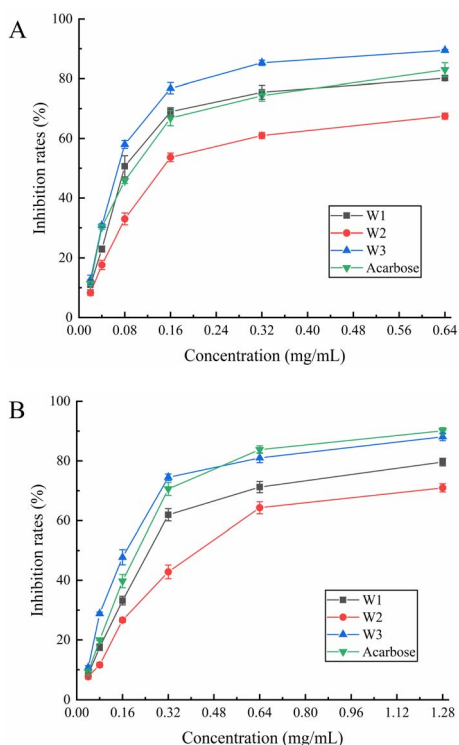 A
100
80
60
40
20
0
Inhibition rates (%)
W1
W2
W3
Acarbose
0.00 0.08 0.16 0.24 0.32 0.40 0.48 0.56 0.64
Concentration (mg/mL)
B
100
80
60
40
20
0
Inhibition rates (%)
W1
W2
W3
Acarbose
0.00 0.16 0.32 0.48 0.64 0.80 0.96 1.12 1.28
Concentration (mg/mL)